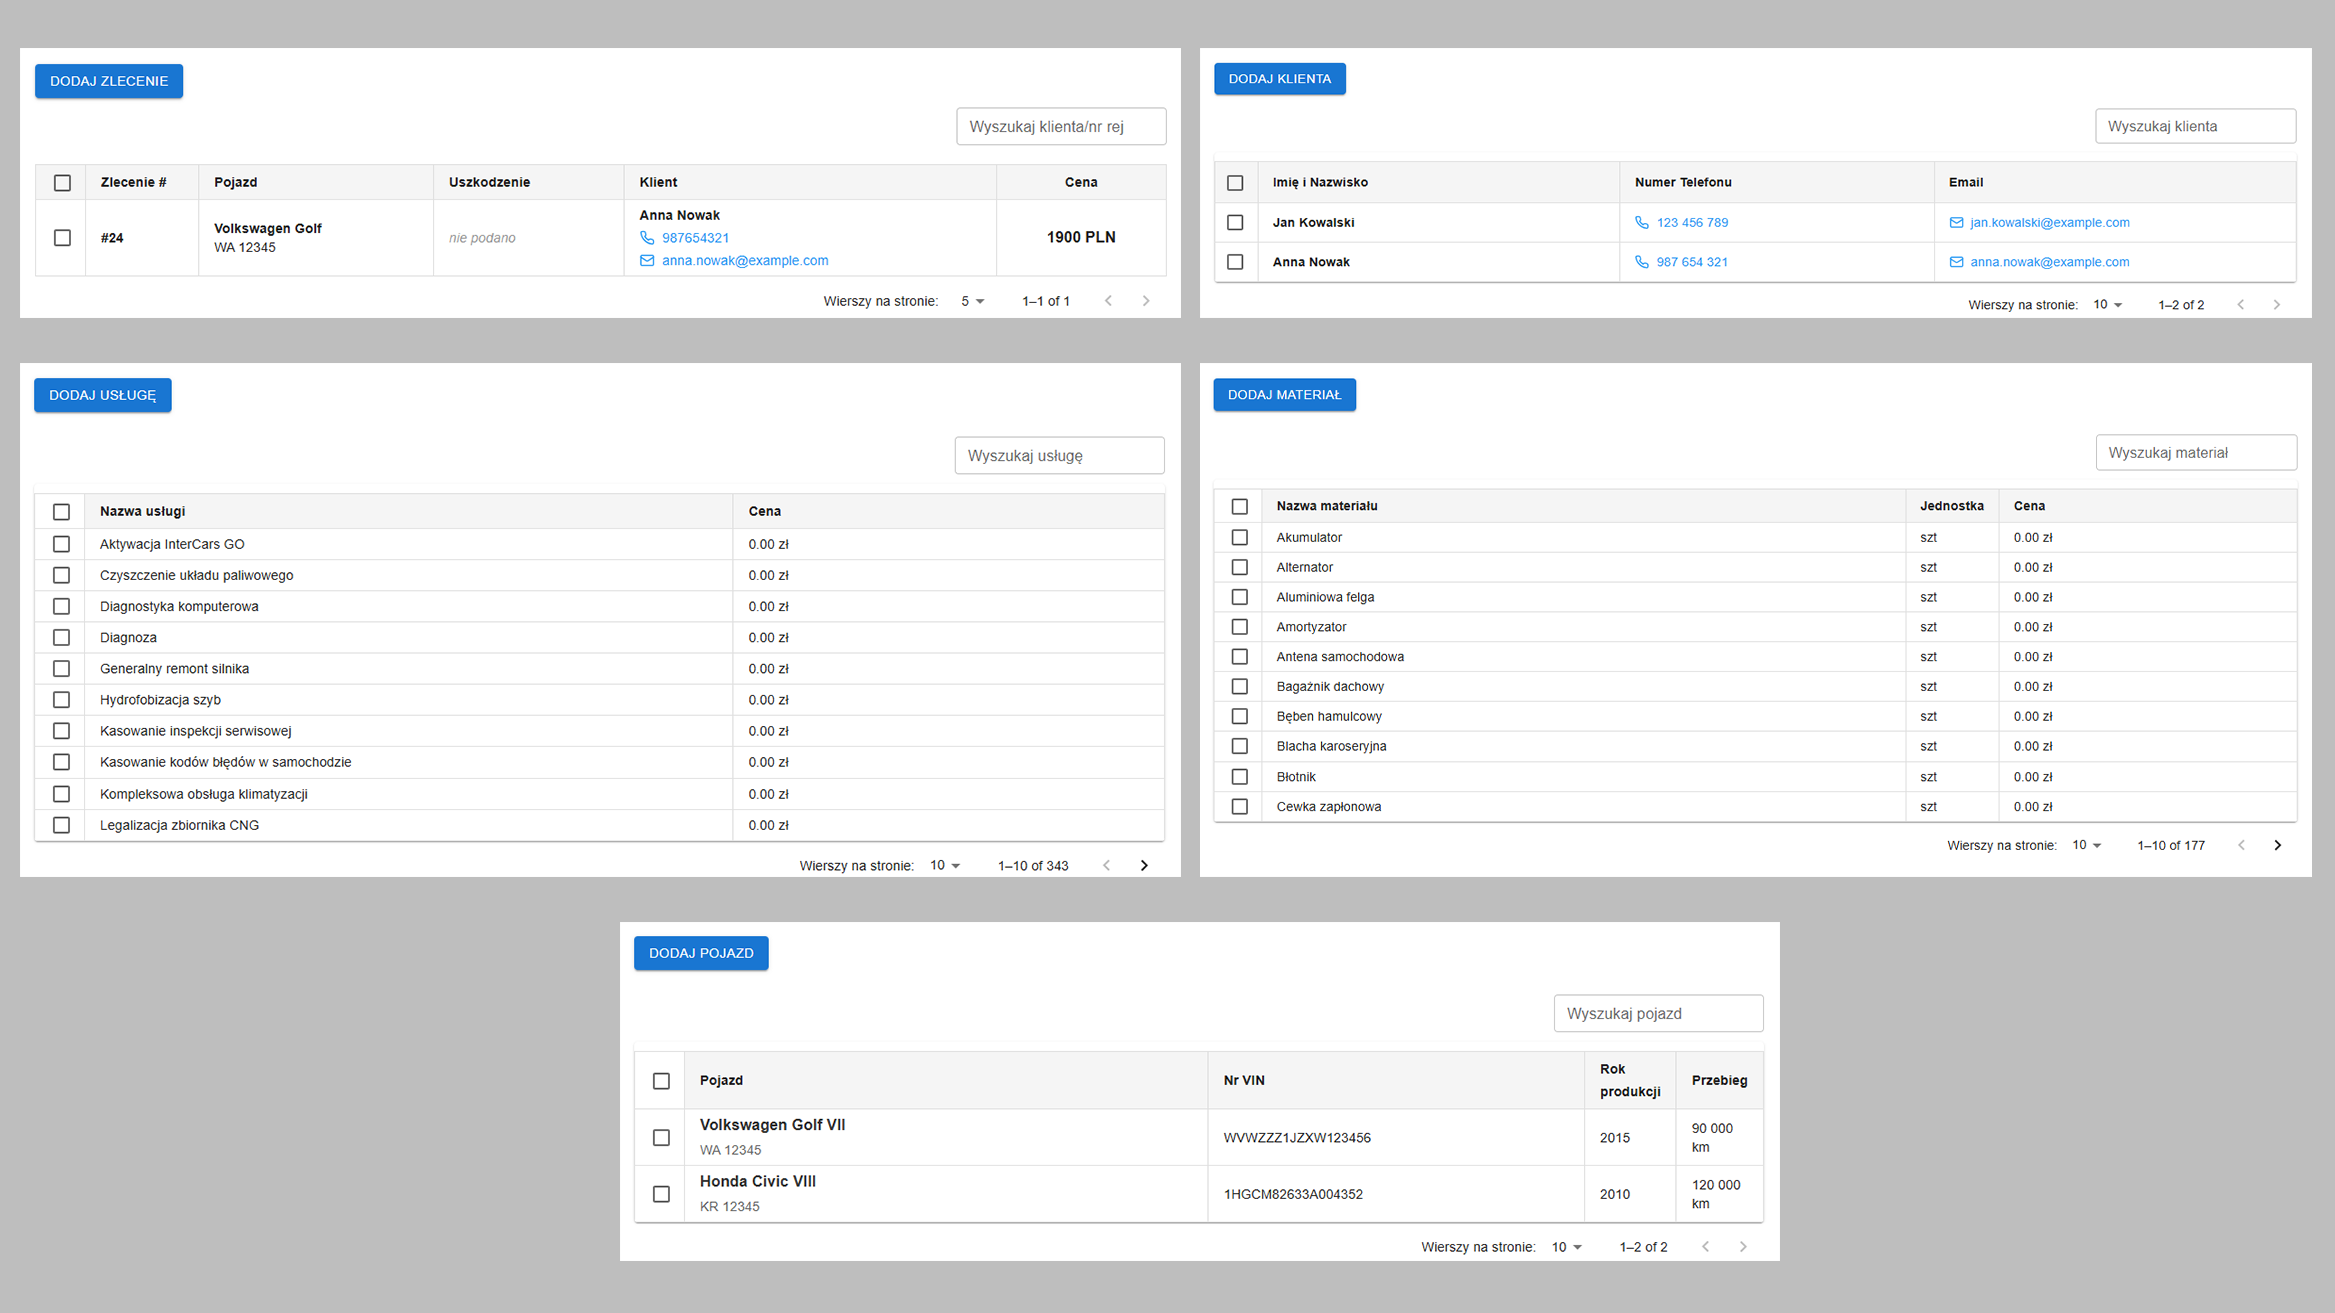 DODAJ ZLECENIE
Wyszukaj klienta/nr rej
Zlecenie # Pojazd Uszkodzenie Klient Cena
#24 Volkswagen Golf WA 12345 nie podano Anna Nowak 987654321 anna.nowak@example.com 1900 PLN
Wierszy na stronie: 5 1–1 of 1
DODAJ KLIENTA
Wyszukaj klienta
Imię i Nazwisko Numer Telefonu Email
Jan Kowalski 123 456 789 jan.kowalski@example.com
Anna Nowak 987 654 321 anna.nowak@example.com
Wierszy na stronie: 10 1–2 of 2
DODAJ USŁUGĘ
Wyszukaj usługę
Nazwa usługi Cena
Aktywacja InterCars GO 0.00 zł
Czyszczenie układu paliwowego 0.00 zł
Diagnostyka komputerowa 0.00 zł
Diagnoza 0.00 zł
Generalny remont silnika 0.00 zł
Hydrofobizacja szyb 0.00 zł
Kasowanie inspekcji serwisowej 0.00 zł
Kasowanie kodów błędów w samochodzie 0.00 zł
Kompleksowa obsługa klimatyzacji 0.00 zł
Legalizacja zbiornika CNG 0.00 zł
Wierszy na stronie: 10 1–10 of 343
DODAJ MATERIAŁ
Wyszukaj materiał
Nazwa materiału Jednostka Cena
Akumulator szt 0.00 zł
Alternator szt 0.00 zł
Aluminiowa felga szt 0.00 zł
Amortyzator szt 0.00 zł
Antena samochodowa szt 0.00 zł
Bagażnik dachowy szt 0.00 zł
Bęben hamulcowy szt 0.00 zł
Blacha karoseryjna szt 0.00 zł
Błotnik szt 0.00 zł
Cewka zapłonowa szt 0.00 zł
Wierszy na stronie: 10 1–10 of 177
DODAJ POJAZD
Wyszukaj pojazd
Pojazd Nr VIN Rok produkcji Przebieg
Volkswagen Golf VII WA 12345 WVWZZZ1JZXW123456 2015 90 000 km
Honda Civic VIII KR 12345 1HGCM82633A004352 2010 120 000 km
Wierszy na stronie: 10 1–2 of 2